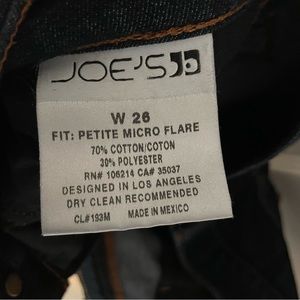 JOE'S
W 26
FIT: PETITE MICRO FLARE
70% COTTON/COTON
30% POLYESTER
RN# 106214 CA# 35037
DESIGNED IN LOS ANGELES
DRY CLEAN RECOMMENDED
CL#193M MADE IN MEXICO